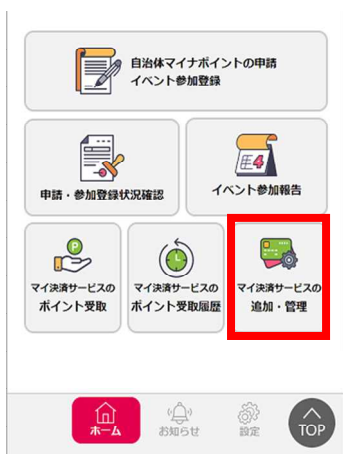 自治体マイナポイントの申請
イベント参加登録
申請・参加登録状況確認
イベント参加報告
マイ決済サービスの
ポイント受取
マイ決済サービスの
ポイント受取履歴
マイ決済サービスの
追加・管理
ホーム
お知らせ
設定
TOP